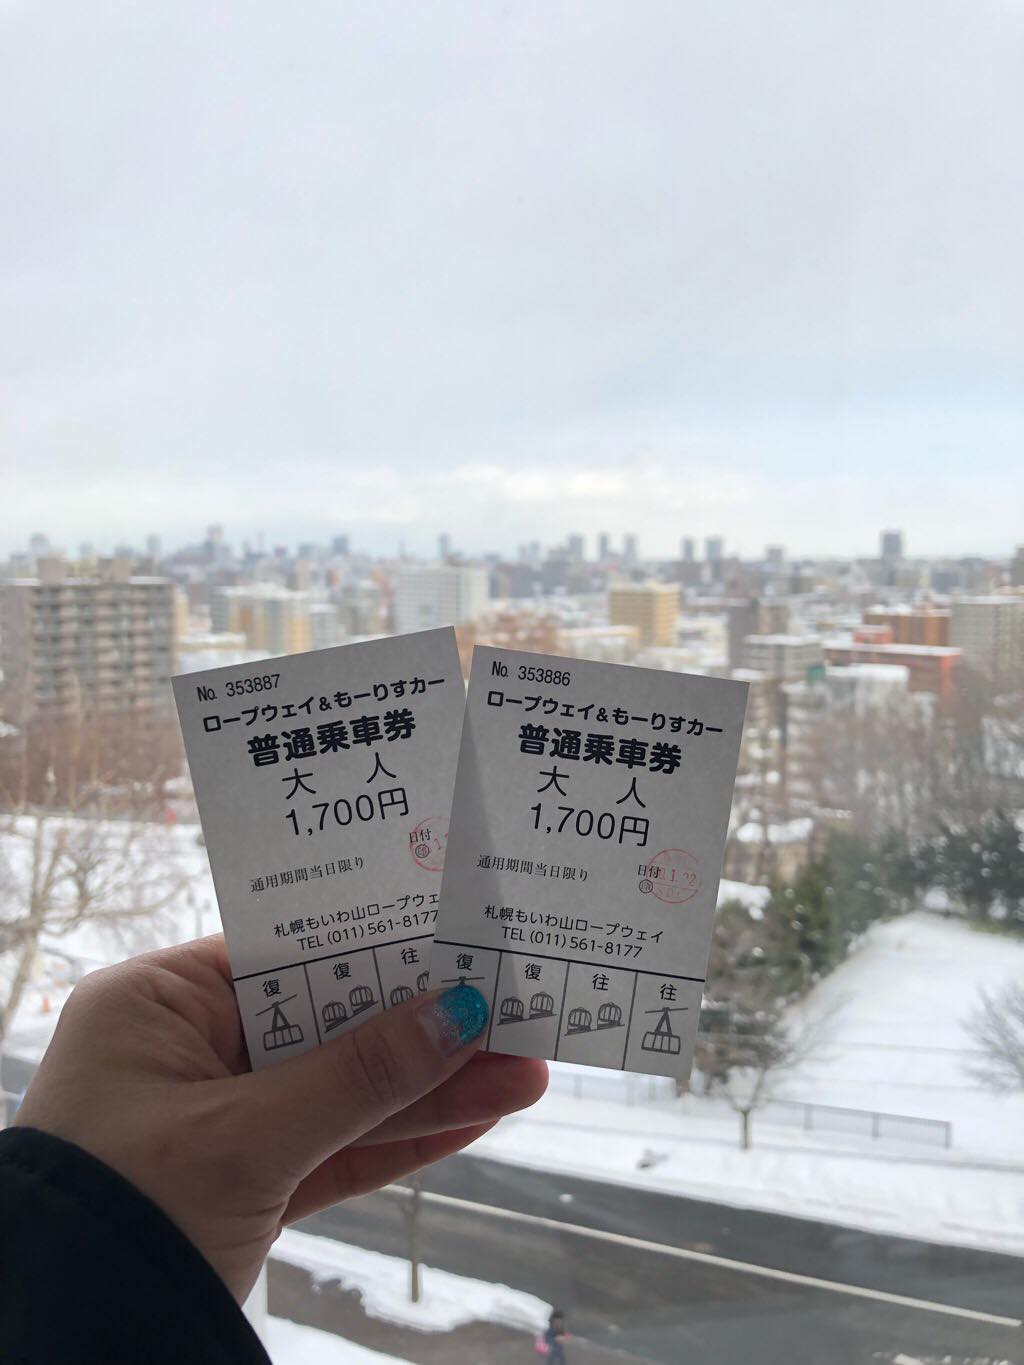 No. 353887
ロープウェイ&もーりすカー
普通乗車券
大 人
1,700円
日付
印
通用期間当日限り
札幌もいわ山ロープウェ
TEL (011) 561-8177
復 復 往
No. 353886
ロープウェイ&もーりすカー
普通乗車券
大 人
1,700円
日付
印
.1.22
通用期間当日限り
札幌もいわ山ロープウェイ
TEL (011) 561-8177
復 復 往 往